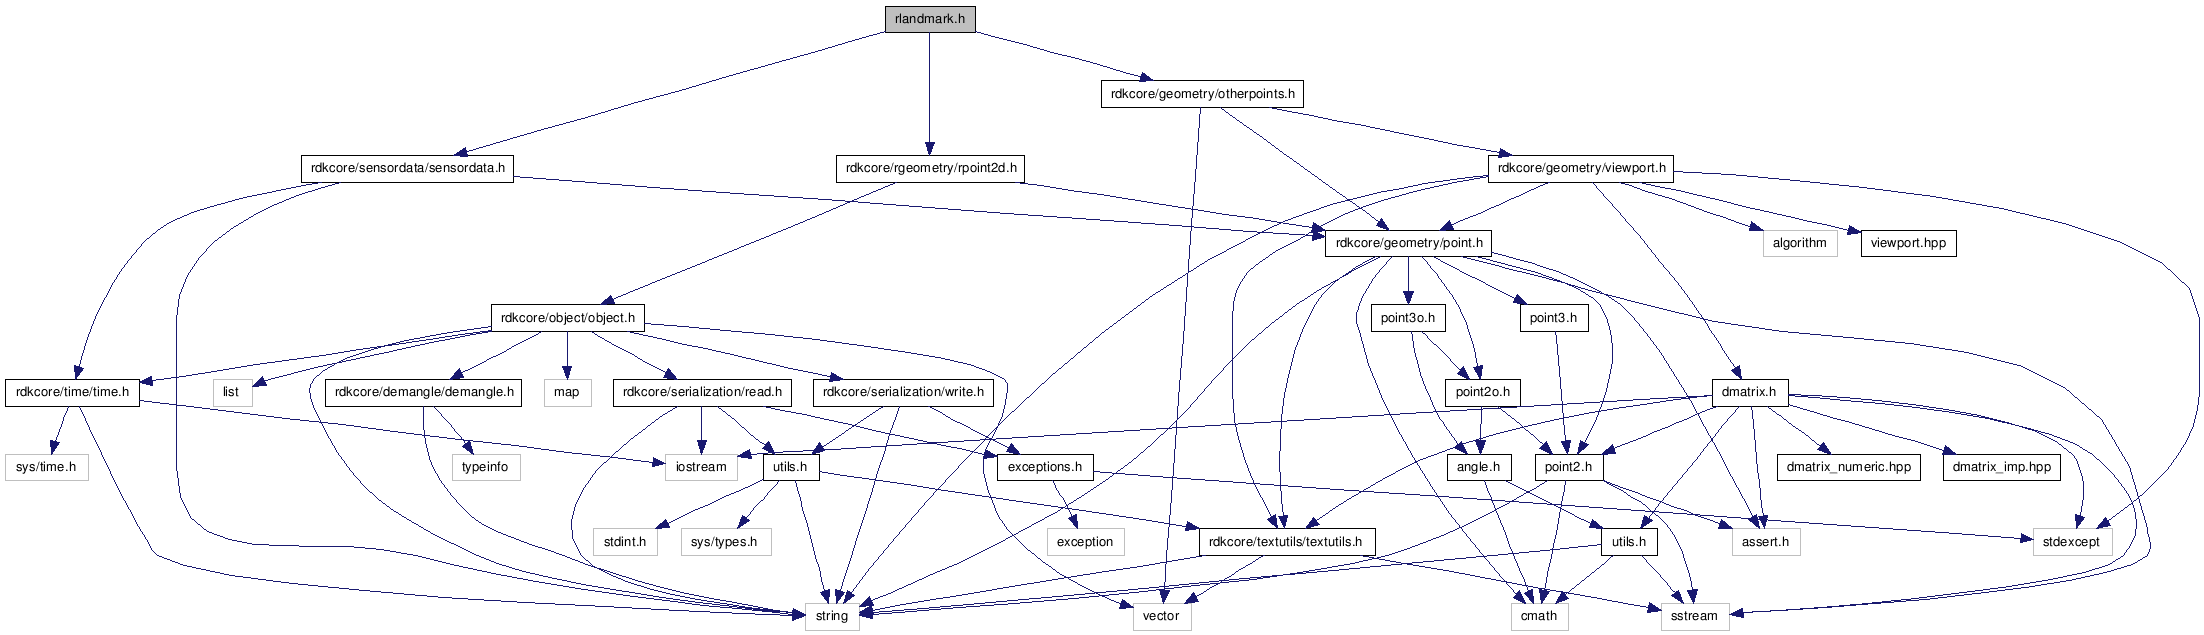 rlandmark.h
rdkcore/geometry/otherpoints.h
rdkcore/sensordata/sensordata.h
rdkcore/rgeometry/rpoint2d.h
rdkcore/geometry/viewport.h
rdkcore/geometry/point.h
algorithm
viewport.hpp
rdkcore/object/object.h
point3o.h
point3.h
rdkcore/time/time.h
list
rdkcore/demangle/demangle.h
map
rdkcore/serialization/read.h
rdkcore/serialization/write.h
point2o.h
dmatrix.h
sys/time.h
typeinfo
iostream
utils.h
exceptions.h
angle.h
point2.h
dmatrix_numeric.hpp
dmatrix_imp.hpp
stdint.h
sys/types.h
exception
rdkcore/textutils/textutils.h
utils.h
assert.h
stdexcept
string
vector
cmath
sstream